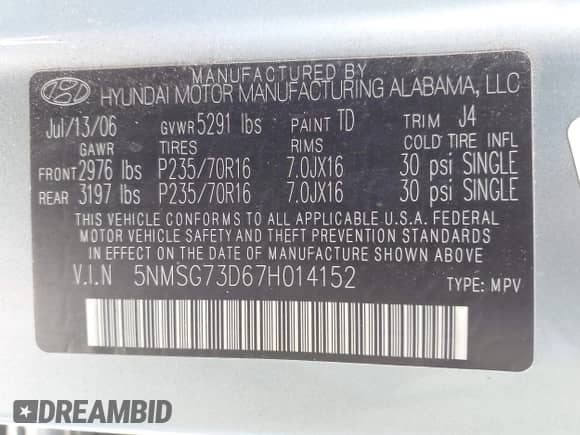 MANUFACTURED BY
HYUNDAI MOTOR MANUFACTURING ALABAMA, LLC
Jul/13/06 GVWR 5291 lbs PAINT TD TRIM J4
GAWR TIRES RIMS COLD TIRE INFL
FRONT 2976 lbs P235/70R16 7.0JX16 30 psi SINGLE
REAR 3197 lbs P235/70R16 7.0JX16 30 psi SINGLE
THIS VEHICLE CONFORMS TO ALL APPLICABLE U.S.A. FEDERAL
MOTOR VEHICLE SAFETY AND THEFT PREVENTION STANDARDS
IN EFFECT ON THE DATE OF MANUFACTURE SHOWN ABOVE
V.I.N 5NMSG73D67H014152 TYPE: MPV
DREAMBID